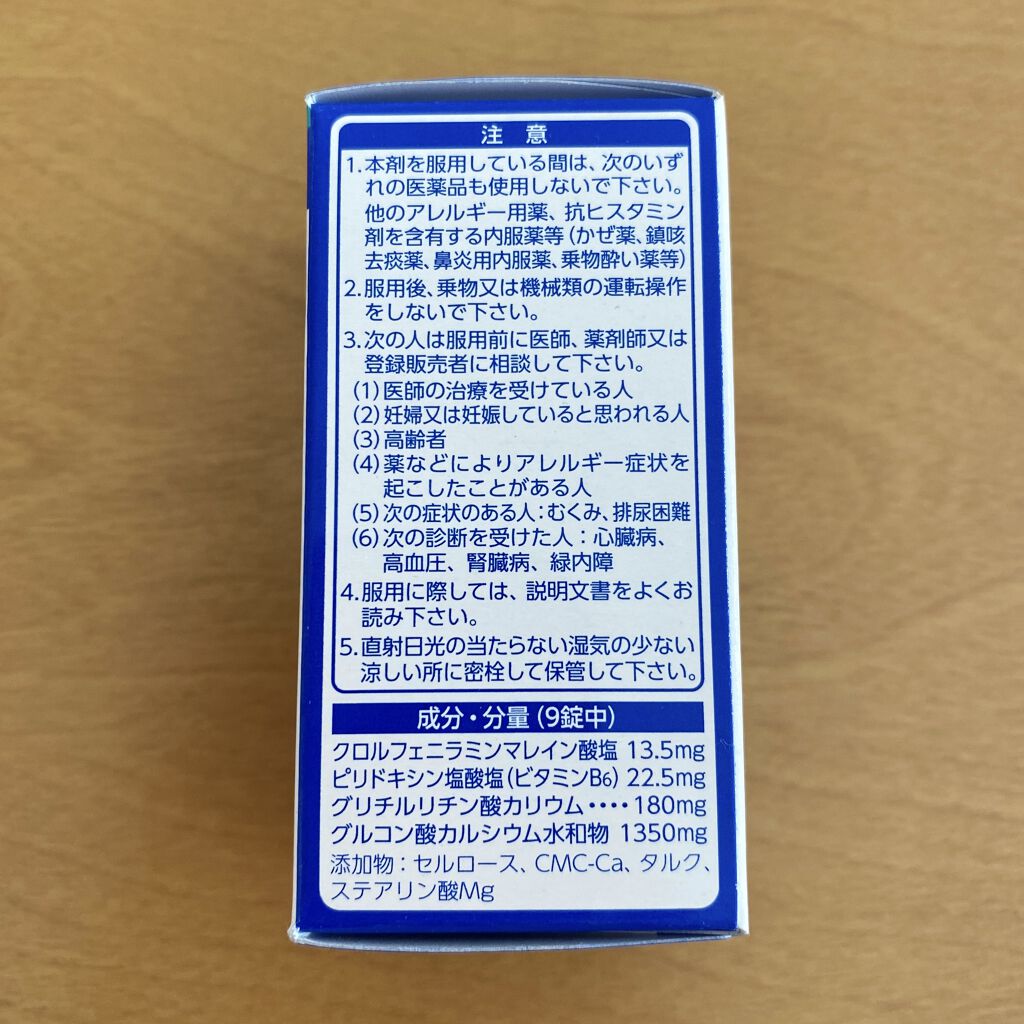 注 意
1.本剤を服用している間は、次のいず
れの医薬品も使用しないで下さい。
他のアレルギー用薬、抗ヒスタミン
剤を含有する内服薬等(かぜ薬、鎮咳
去痰薬、鼻炎用内服薬、乗物酔い薬等)
2.服用後、乗物又は機械類の運転操作
をしないで下さい。
3.次の人は服用前に医師、薬剤師又は
登録販売者に相談して下さい。
(1)医師の治療を受けている人
(2)妊婦又は妊娠していると思われる人
(3)高齢者
(4)薬などによりアレルギー症状を
起こしたことがある人
(5)次の症状のある人:むくみ、排尿困難
(6)次の診断を受けた人:心臓病、
高血圧、腎臓病、緑内障
4.服用に際しては、説明文書をよくお
読み下さい。
5.直射日光の当たらない湿気の少ない
涼しい所に密栓して保管して下さい。
成分・分量(9錠中)
クロルフェニラミンマレイン酸塩 13.5mg
ピリドキシン塩酸塩(ビタミンB6) 22.5mg
グリチルリチン酸カリウム・・・・180mg
グルコン酸カルシウム水和物 1350mg
添加物:セルロース、CMC-Ca、タルク、
ステアリン酸Mg